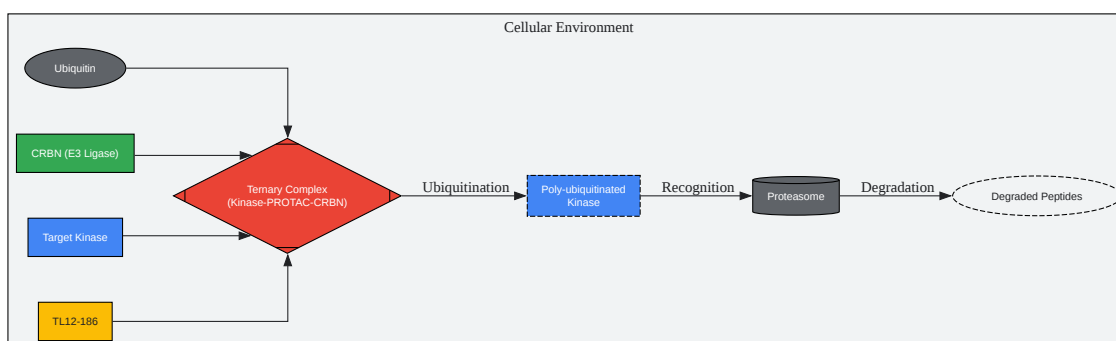 Cellular Environment
Ubiquitin
CRBN (E3 Ligase)
Target Kinase
TL12-186
Ternary Complex
(Kinase-PROTAC-CRBN)
Ubiquitination
Poly-ubiquitinated
Kinase
Recognition
Proteasome
Degradation
Degraded Peptides